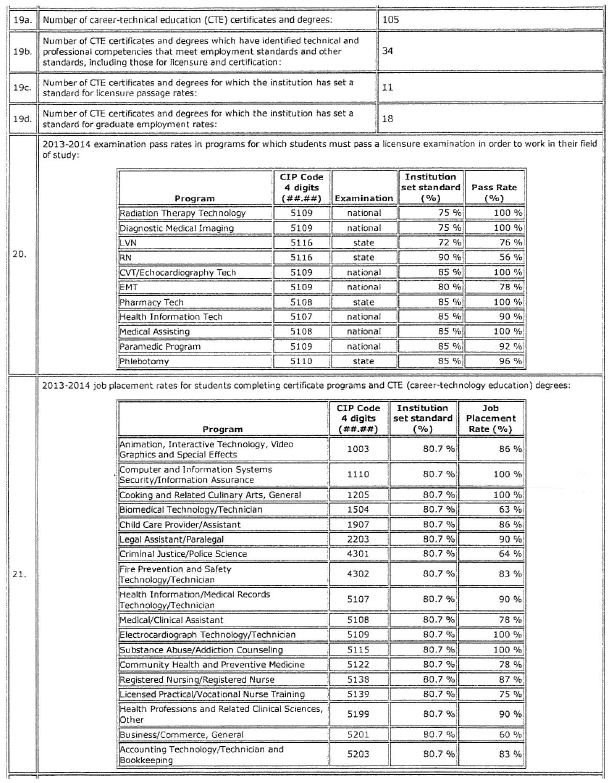 19a. Number of career-technical education (CTE) certificates and degrees: 105
19b. Number of CTE certificates and degrees which have identified technical and
professional competencies that meet employment standards and other
standards, including those for licensure and certification: 34
19c. Number of CTE certificates and degrees for which the institution has set a
standard for licensure passage rates: 11
19d. Number of CTE certificates and degrees for which the institution has set a
standard for graduate employment rates: 18
20. 2013-2014 examination pass rates in programs for which students must pass a licensure examination in order to work in their field
of study:
Program CIP Code 4 digits (##.##) Examination Institution set standard (%) Pass Rate (%)
Radiation Therapy Technology 5109 national 75 % 100 %
Diagnostic Medical Imaging 5109 national 75 % 100 %
LVN 5116 state 72 % 76 %
RN 5116 state 90 % 56 %
CVT/Echocardiography Tech 5109 national 85 % 100 %
EMT 5109 national 80 % 78 %
Pharmacy Tech 5108 state 85 % 100 %
Health Information Tech 5107 national 85 % 90 %
Medical Assisting 5108 national 85 % 100 %
Paramedic Program 5109 national 85 % 92 %
Phlebotomy 5110 state 85 % 96 %
21. 2013-2014 job placement rates for students completing certificate programs and CTE (career-technology education) degrees:
Program CIP Code 4 digits (##.##) Institution set standard (%) Job Placement Rate (%)
Animation, Interactive Technology, Video
Graphics and Special Effects 1003 80.7 % 86 %
Computer and Information Systems
Security/Information Assurance 1110 80.7 % 100 %
Cooking and Related Culinary Arts, General 1205 80.7 % 100 %
Biomedical Technology/Technician 1504 80.7 % 63 %
Child Care Provider/Assistant 1907 80.7 % 86 %
Legal Assistant/Paralegal 2203 80.7 % 90 %
Criminal Justice/Police Science 4301 80.7 % 64 %
Fire Prevention and Safety
Technology/Technician 4302 80.7 % 83 %
Health Information/Medical Records
Technology/Technician 5107 80.7 % 90 %
Medical/Clinical Assistant 5108 80.7 % 78 %
Electrocardiograph Technology/Technician 5109 80.7 % 100 %
Substance Abuse/Addiction Counseling 5115 80.7 % 100 %
Community Health and Preventive Medicine 5122 80.7 % 78 %
Registered Nursing/Registered Nurse 5138 80.7 % 87 %
Licensed Practical/Vocational Nurse Training 5139 80.7 % 75 %
Health Professions and Related Clinical Sciences,
Other 5199 80.7 % 90 %
Business/Commerce, General 5201 80.7 % 60 %
Accounting Technology/Technician and
Bookkeeping 5203 80.7 % 83 %